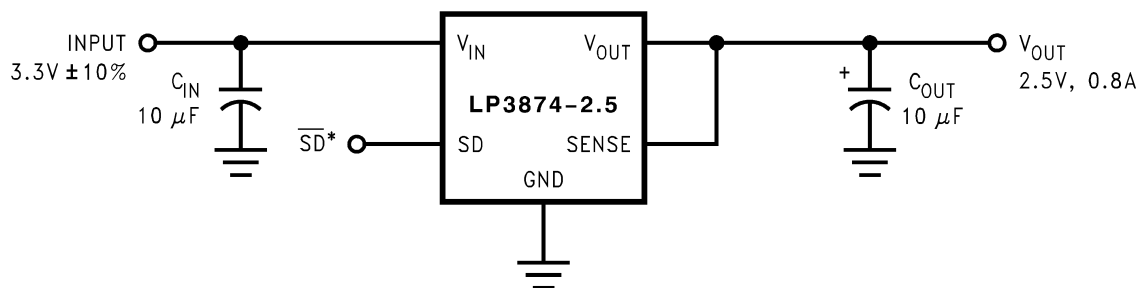 INPUT
3.3V ±10%
C_IN
10 μF
S̅D̅*
V_IN
V_OUT
LP3874-2.5
SD
SENSE
GND
+
C_OUT
10 μF
V_OUT
2.5V, 0.8A